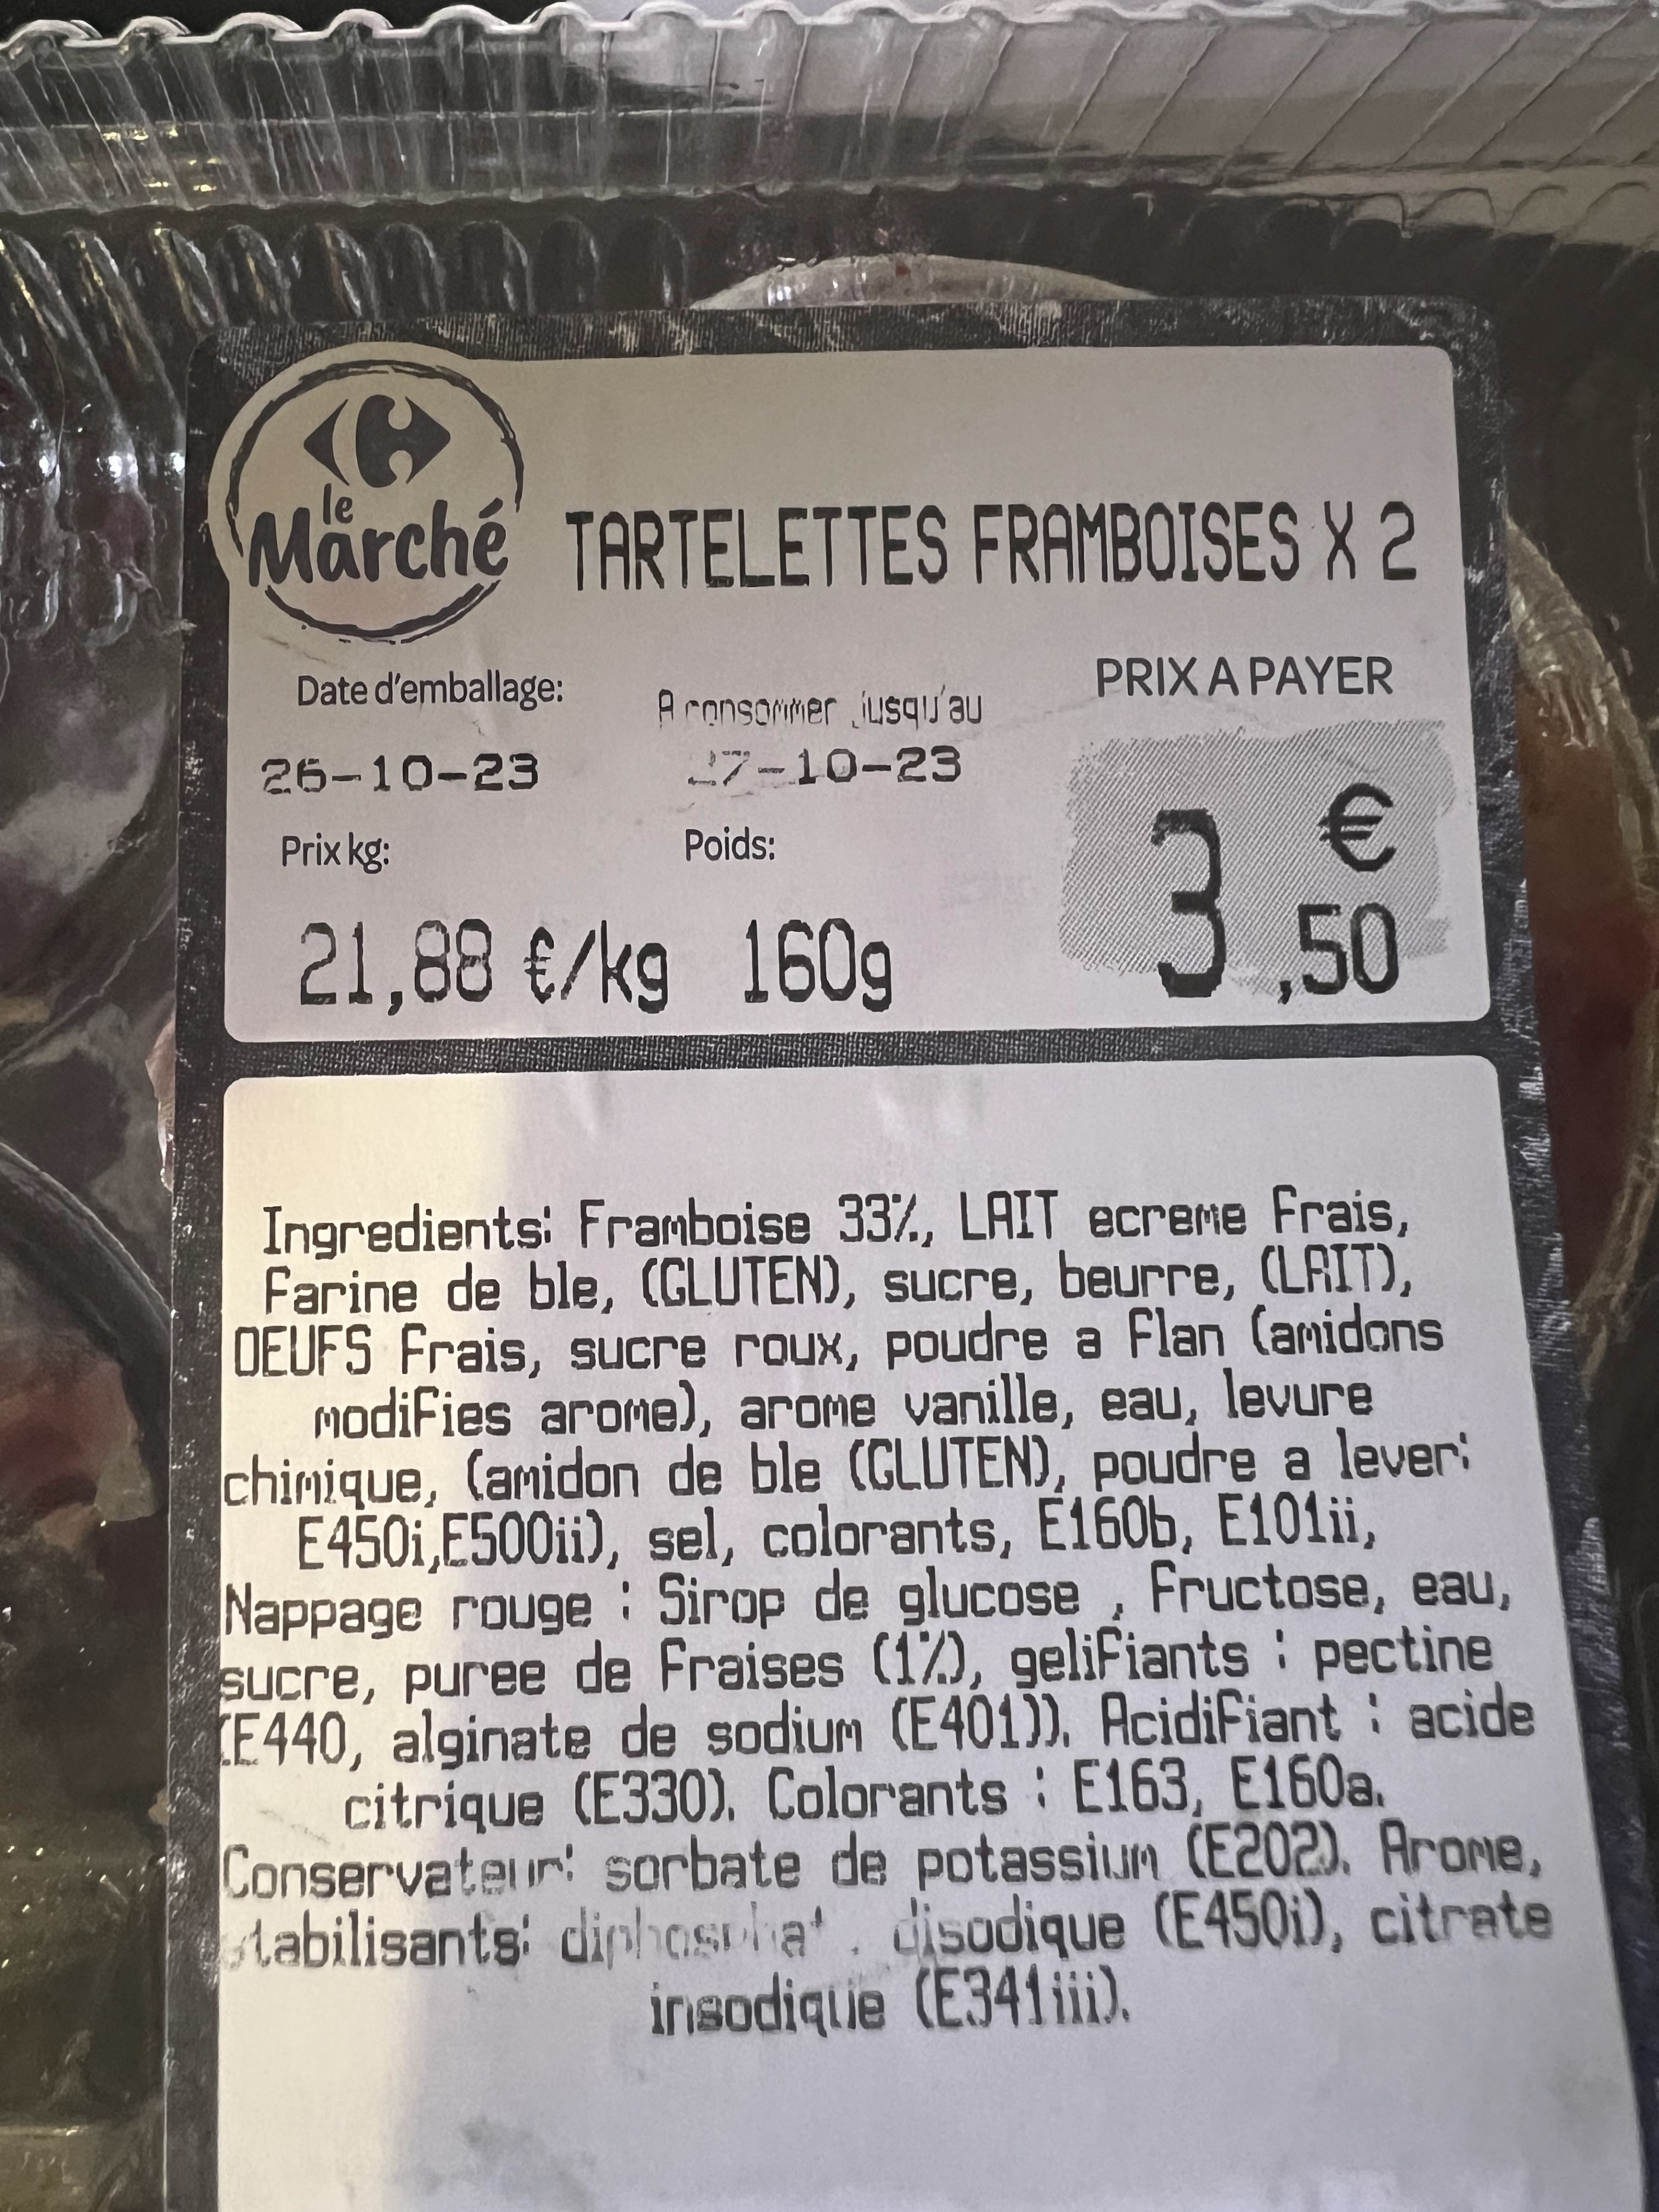 le
Marché
TARTELETTES FRAMBOISES X 2
Date d'emballage:
A consommer jusqu'au
PRIX A PAYER
26-10-23
27-10-23
Prix kg:
Poids:
3,50 €
21,88 €/kg
160g
Ingredients: Framboise 33%, LAIT ecreme frais,
farine de ble, (GLUTEN), sucre, beurre, (LAIT),
OEUFS frais, sucre roux, poudre a flan (amidons
modifies arome), arome vanille, eau, levure
chimique, (amidon de ble (GLUTEN), poudre a lever:
E450i,E500ii), sel, colorants, E160b, E101ii,
Nappage rouge : Sirop de glucose , fructose, eau,
sucre, puree de fraises (1%), gelifiants : pectine
(E440, alginate de sodium (E401)). Acidifiant : acide
citrique (E330). Colorants : E163, E160a.
Conservateur: sorbate de potassium (E202). Arome,
stabilisants: diphosphat disodique (E450i), citrate
(E341iii).